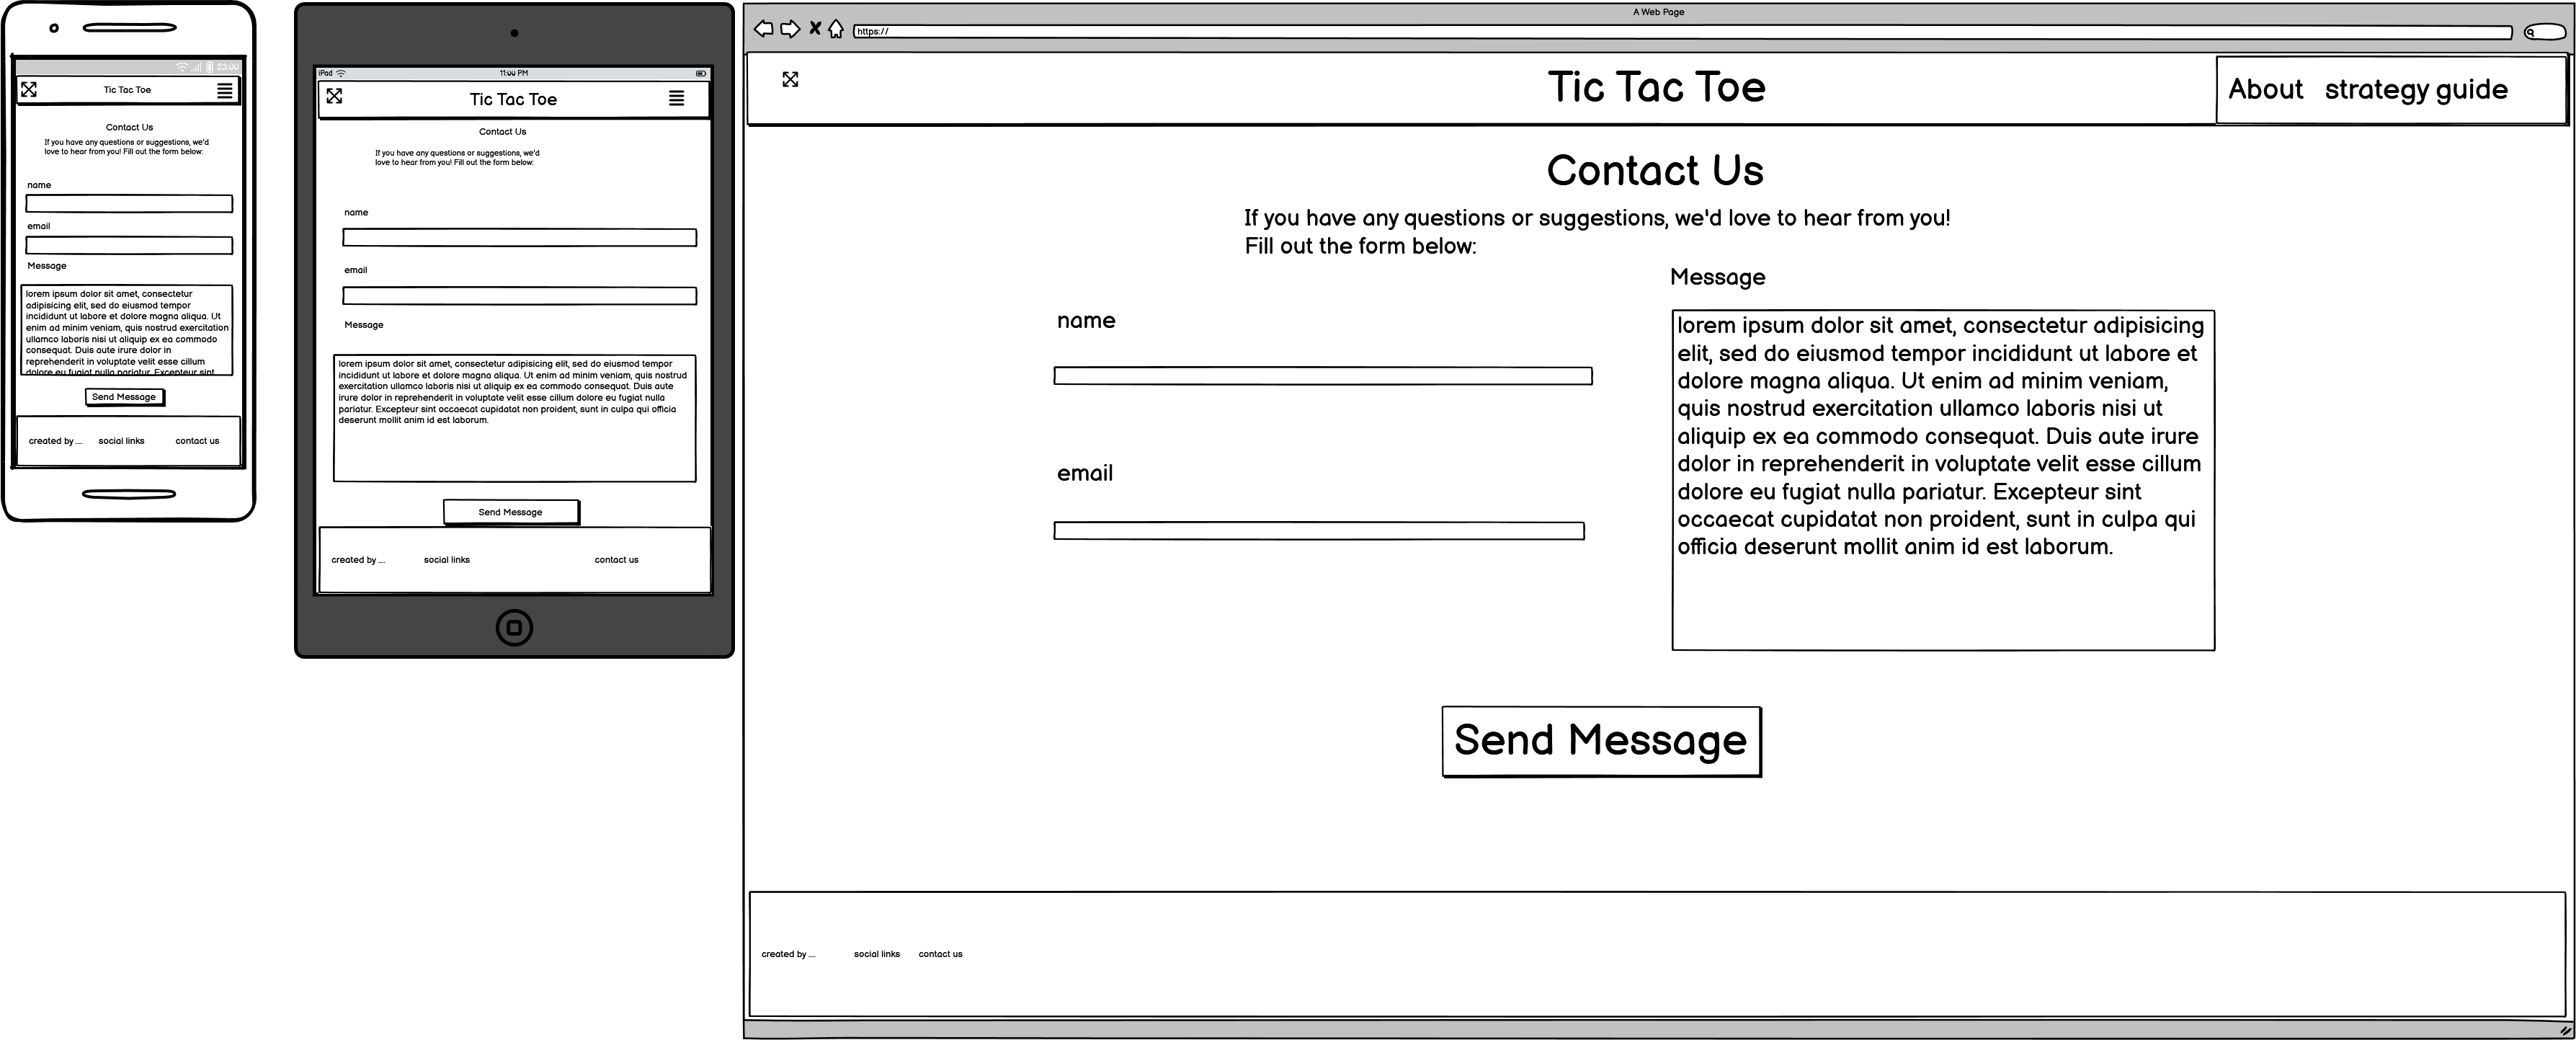 23:00
Tic Tac Toe
Contact Us
If you have any questions or suggestions, we'd
love to hear from you! Fill out the form below:
name
email
Message
lorem ipsum dolor sit amet, consectetur
adipisicing elit, sed do eiusmod tempor
incididunt ut labore et dolore magna aliqua. Ut
enim ad minim veniam, quis nostrud exercitation
ullamco laboris nisi ut aliquip ex ea commodo
consequat. Duis aute irure dolor in
reprehenderit in voluptate velit esse cillum
dolore eu fugiat nulla pariatur. Excepteur sint
Send Message
created by ... social links contact us
iPad 11:00 PM
Tic Tac Toe
Contact Us
If you have any questions or suggestions, we'd
love to hear from you! Fill out the form below:
name
email
Message
lorem ipsum dolor sit amet, consectetur adipisicing elit, sed do eiusmod tempor
incididunt ut labore et dolore magna aliqua. Ut enim ad minim veniam, quis nostrud
exercitation ullamco laboris nisi ut aliquip ex ea commodo consequat. Duis aute
irure dolor in reprehenderit in voluptate velit esse cillum dolore eu fugiat nulla
pariatur. Excepteur sint occaecat cupidatat non proident, sunt in culpa qui officia
deserunt mollit anim id est laborum.
Send Message
created by ... social links contact us
A Web Page
https://
Tic Tac Toe
About strategy guide
Contact Us
If you have any questions or suggestions, we'd love to hear from you!
Fill out the form below:
name
email
Message
lorem ipsum dolor sit amet, consectetur adipisicing
elit, sed do eiusmod tempor incididunt ut labore et
dolore magna aliqua. Ut enim ad minim veniam,
quis nostrud exercitation ullamco laboris nisi ut
aliquip ex ea commodo consequat. Duis aute irure
dolor in reprehenderit in voluptate velit esse cillum
dolore eu fugiat nulla pariatur. Excepteur sint
occaecat cupidatat non proident, sunt in culpa qui
officia deserunt mollit anim id est laborum.
Send Message
created by ... social links contact us